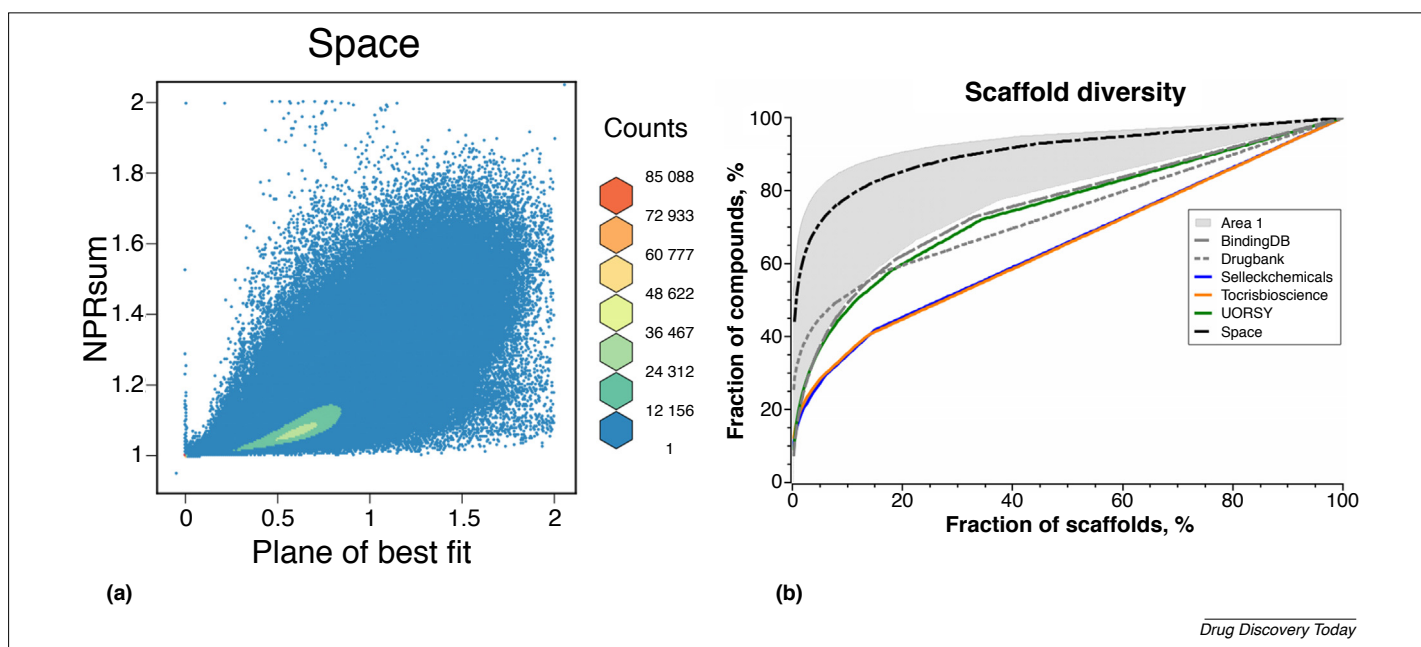 Space
NPRsum
2
1.8
1.6
1.4
1.2
1
0
0.5
1
1.5
2
Plane of best fit
Counts
85 088
72 933
60 777
48 622
36 467
24 312
12 156
1
(a)
Scaffold diversity
Fraction of compounds, %
100
80
60
40
20
0
0
20
40
60
80
100
Fraction of scaffolds, %
Area 1
BindingDB
Drugbank
Selleckchemicals
Tocrisbioscience
UORSY
Space
(b)
Drug Discovery Today